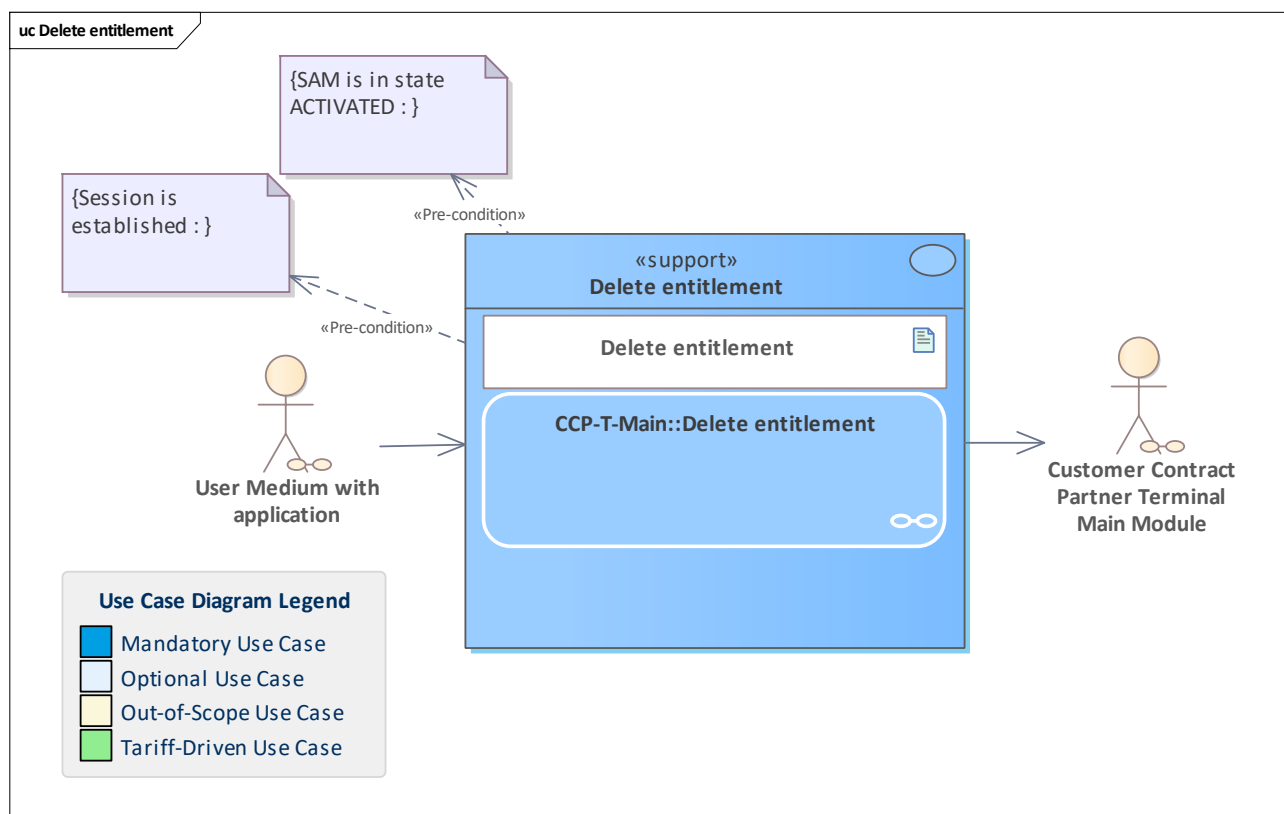 uc Delete entitlement
{SAM is in state
ACTIVATED : }
{Session is
established : }
«Pre-condition»
«Pre-condition»
«support»
Delete entitlement
Delete entitlement
CCP-T-Main::Delete entitlement
User Medium with
application
Customer Contract
Partner Terminal
Main Module
Use Case Diagram Legend
Mandatory Use Case
Optional Use Case
Out-of-Scope Use Case
Tariff-Driven Use Case